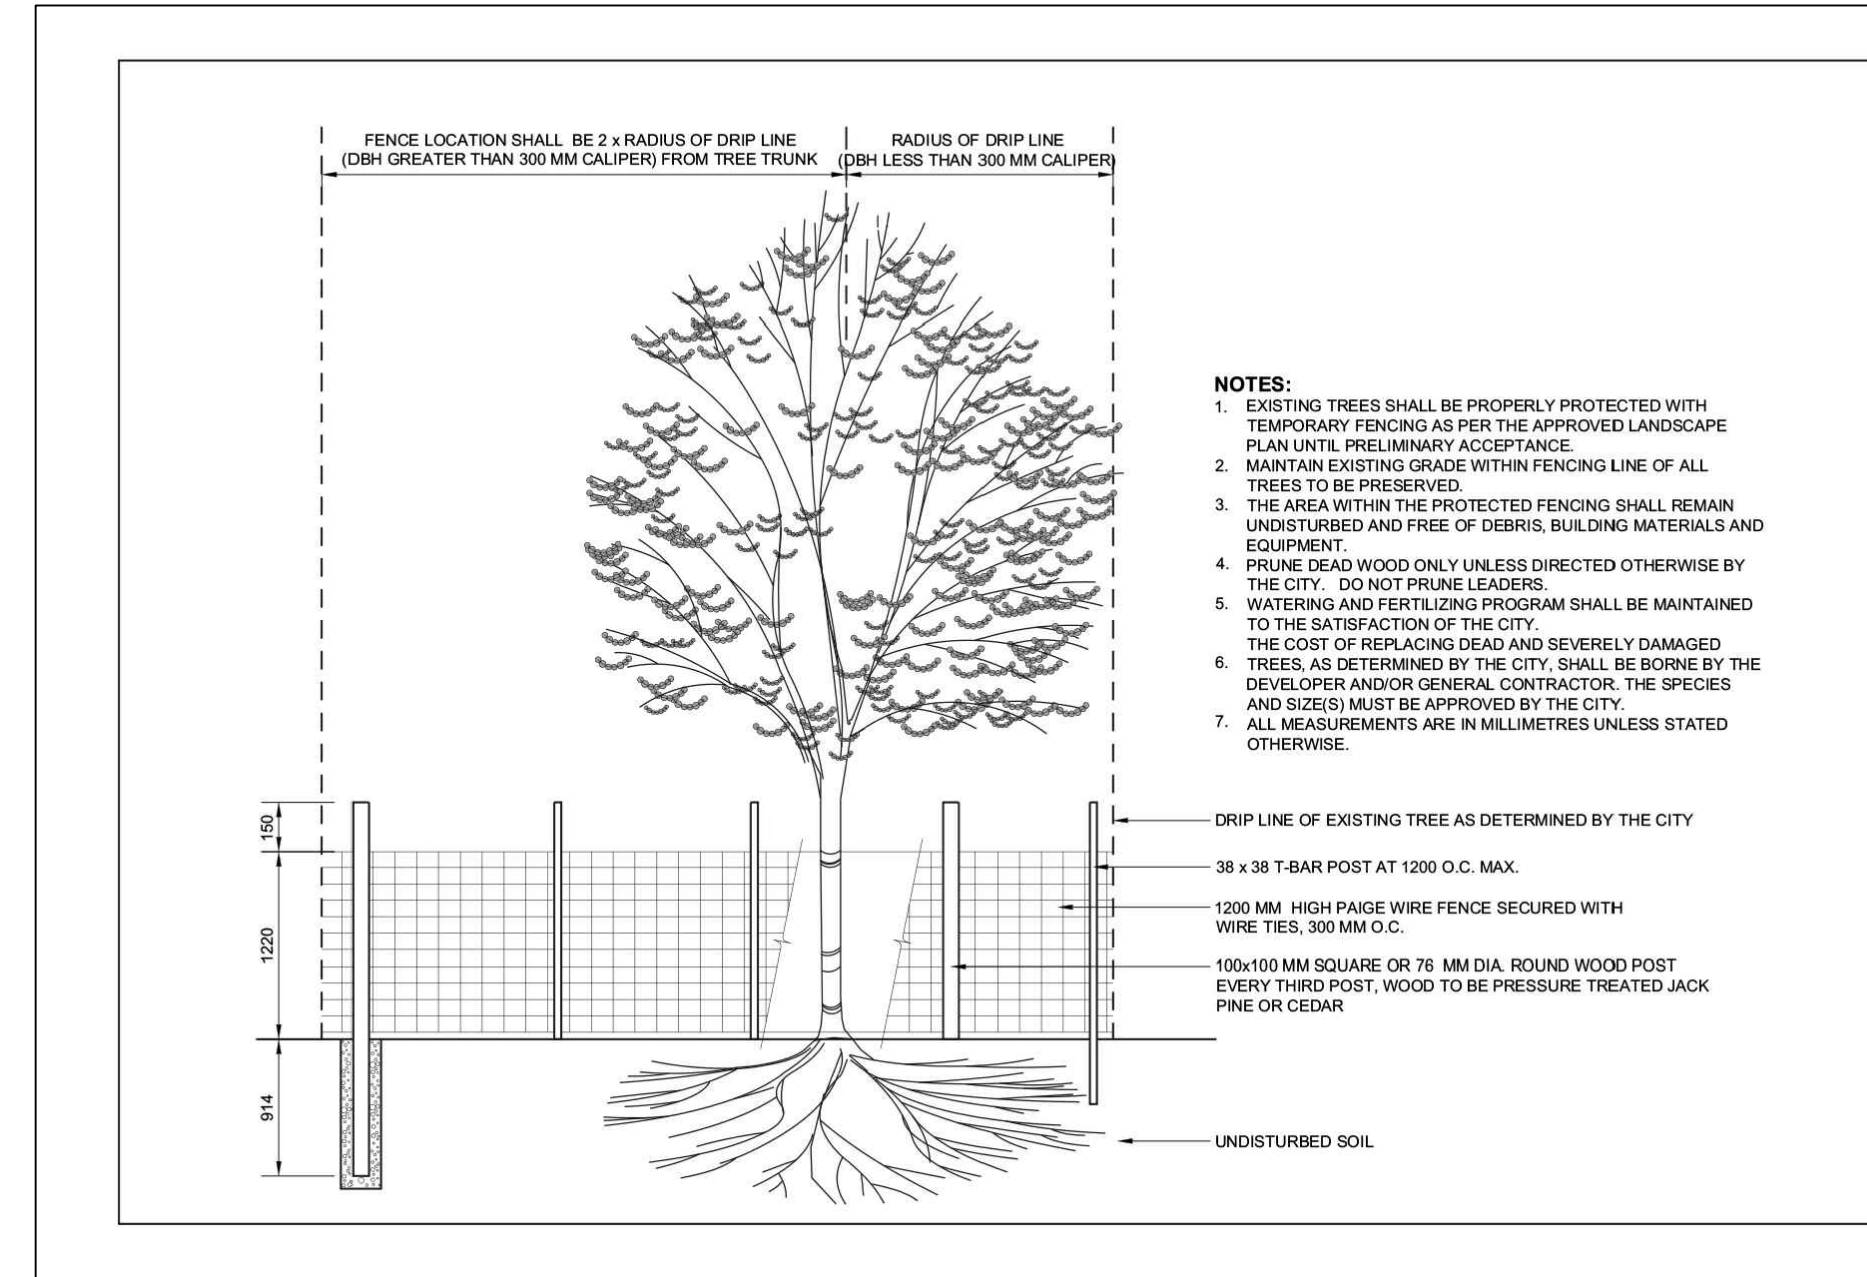 FENCE LOCATION SHALL BE 2 x RADIUS OF DRIP LINE
(DBH GREATER THAN 300 MM CALIPER) FROM TREE TRUNK
RADIUS OF DRIP LINE
(DBH LESS THAN 300 MM CALIPER)
NOTES:
1. EXISTING TREES SHALL BE PROPERLY PROTECTED WITH
TEMPORARY FENCING AS PER THE APPROVED LANDSCAPE
PLAN UNTIL PRELIMINARY ACCEPTANCE.
2. MAINTAIN EXISTING GRADE WITHIN FENCING LINE OF ALL
TREES TO BE PRESERVED.
3. THE AREA WITHIN THE PROTECTED FENCING SHALL REMAIN
UNDISTURBED AND FREE OF DEBRIS, BUILDING MATERIALS AND
EQUIPMENT.
4. PRUNE DEAD WOOD ONLY UNLESS DIRECTED OTHERWISE BY
THE CITY. DO NOT PRUNE LEADERS.
5. WATERING AND FERTILIZING PROGRAM SHALL BE MAINTAINED
TO THE SATISFACTION OF THE CITY.
THE COST OF REPLACING DEAD AND SEVERELY DAMAGED
6. TREES, AS DETERMINED BY THE CITY, SHALL BE BORNE BY THE
DEVELOPER AND/OR GENERAL CONTRACTOR. THE SPECIES
AND SIZE(S) MUST BE APPROVED BY THE CITY.
7. ALL MEASUREMENTS ARE IN MILLIMETRES UNLESS STATED
OTHERWISE.
150
1220
914
DRIP LINE OF EXISTING TREE AS DETERMINED BY THE CITY
38 x 38 T-BAR POST AT 1200 O.C. MAX.
1200 MM HIGH PAIGE WIRE FENCE SECURED WITH
WIRE TIES, 300 MM O.C.
100x100 MM SQUARE OR 76 MM DIA. ROUND WOOD POST
EVERY THIRD POST, WOOD TO BE PRESSURE TREATED JACK
PINE OR CEDAR
UNDISTURBED SOIL